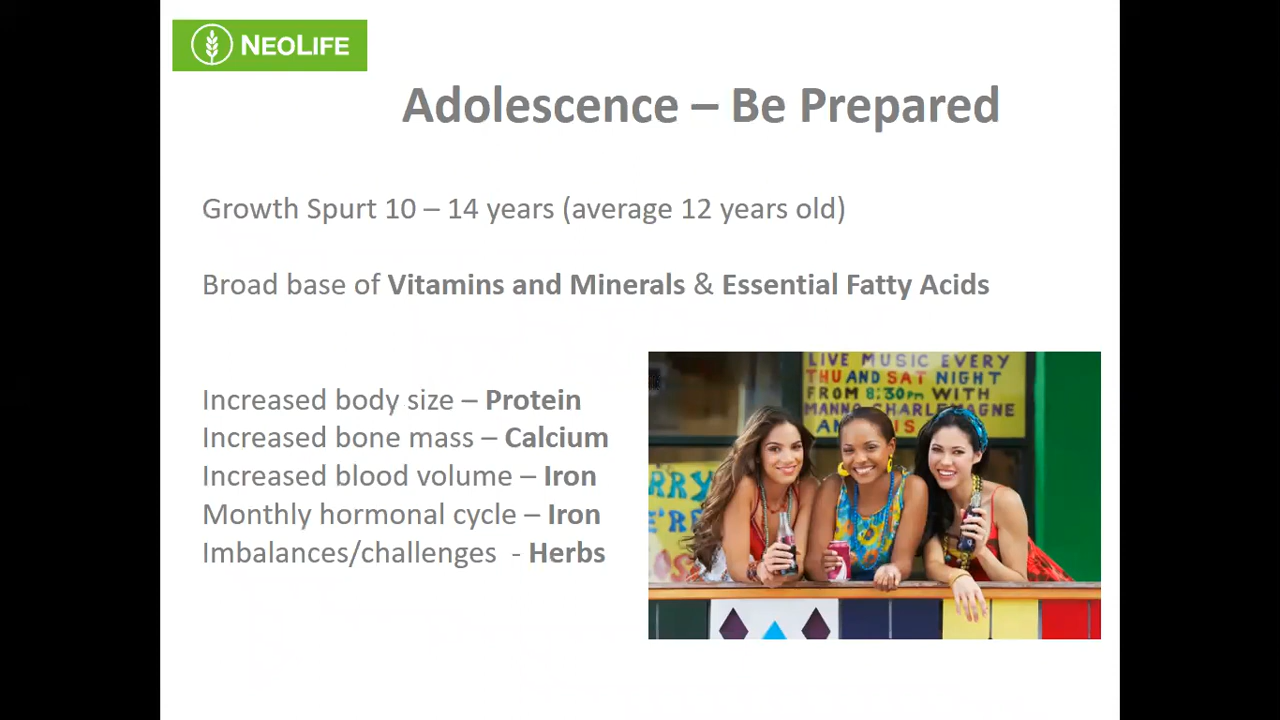 NEOLIFE
Adolescence – Be Prepared
Growth Spurt 10 – 14 years (average 12 years old)
Broad base of Vitamins and Minerals & Essential Fatty Acids
Increased body size – Protein
Increased bone mass – Calcium
Increased blood volume – Iron
Monthly hormonal cycle – Iron
Imbalances/challenges - Herbs
LIVE MUSIC EVERY
THU AND SAT NIGHT
FROM 8:30pm WITH